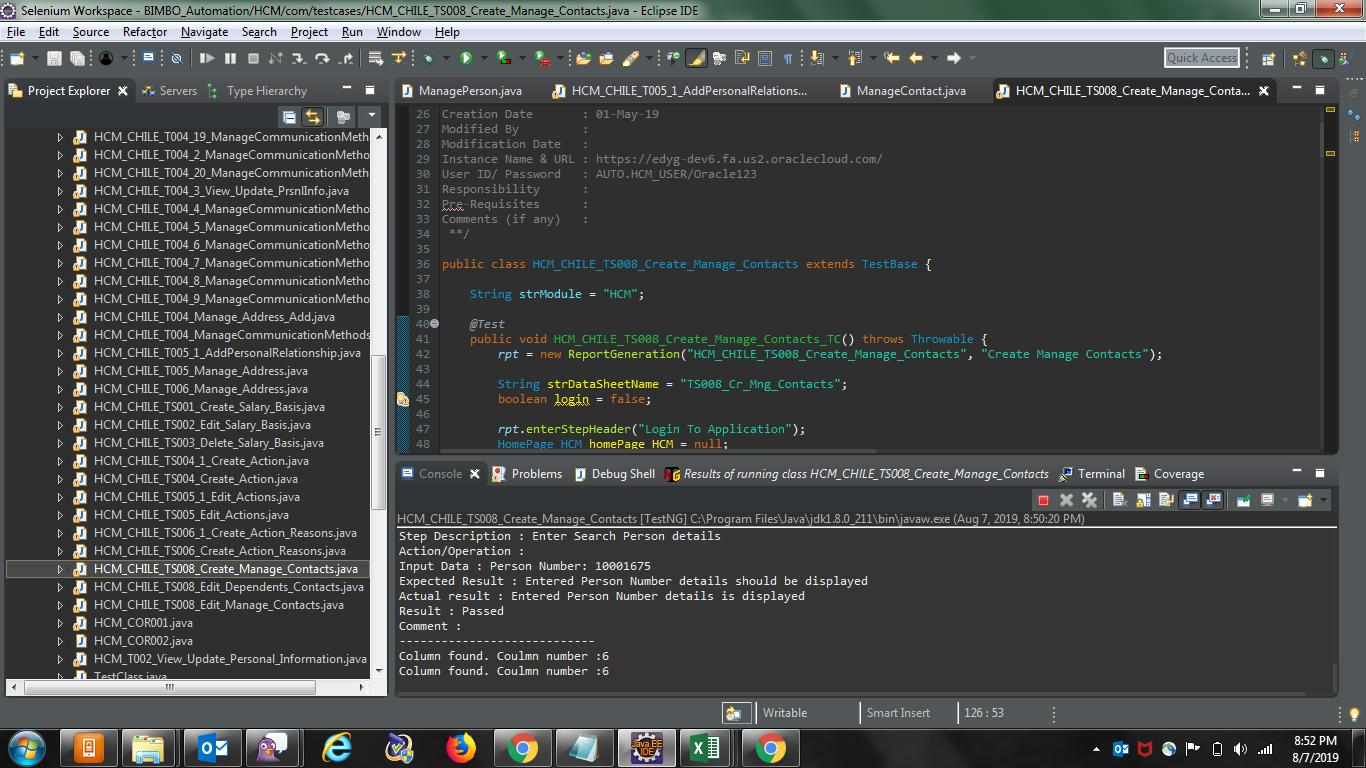 Selenium Workspace - BIMBO_Automation/HCM/com/testcases/HCM_CHILE_TS008_Create_Manage_Contacts.java - Eclipse IDE
File Edit Source Refactor Navigate Search Project Run Window Help
Quick Access
Project Explorer Servers Type Hierarchy
HCM_CHILE_T004_19_ManageCommunicationMeth
HCM_CHILE_T004_2_ManageCommunicationMetho
HCM_CHILE_T004_20_ManageCommunicationMeth
HCM_CHILE_T004_3_View_Update_PrsnlInfo.java
HCM_CHILE_T004_4_ManageCommunicationMetho
HCM_CHILE_T004_5_ManageCommunicationMetho
HCM_CHILE_T004_6_ManageCommunicationMetho
HCM_CHILE_T004_7_ManageCommunicationMetho
HCM_CHILE_T004_8_ManageCommunicationMetho
HCM_CHILE_T004_9_ManageCommunicationMetho
HCM_CHILE_T004_Manage_Address_Add.java
HCM_CHILE_T004_ManageCommunicationMethods
HCM_CHILE_T005_1_AddPersonalRelationship.java
HCM_CHILE_T005_Manage_Address.java
HCM_CHILE_T006_Manage_Address.java
HCM_CHILE_TS001_Create_Salary_Basis.java
HCM_CHILE_TS002_Edit_Salary_Basis.java
HCM_CHILE_TS003_Delete_Salary_Basis.java
HCM_CHILE_TS004_1_Create_Action.java
HCM_CHILE_TS004_Create_Action.java
HCM_CHILE_TS005_1_Edit_Actions.java
HCM_CHILE_TS005_Edit_Actions.java
HCM_CHILE_TS006_1_Create_Action_Reasons.java
HCM_CHILE_TS006_Create_Action_Reasons.java
HCM_CHILE_TS008_Create_Manage_Contacts.java
HCM_CHILE_TS008_Edit_Dependents_Contacts.java
HCM_CHILE_TS008_Edit_Manage_Contacts.java
HCM_COR001.java
HCM_COR002.java
HCM_T002_View_Update_Personal_Information.java
TestClass.java
ManagePerson.java HCM_CHILE_T005_1_AddPersonalRelations... ManageContact.java HCM_CHILE_TS008_Create_Manage_Conta...
26 Creation Date : 01-May-19
27 Modified By :
28 Modification Date :
29 Instance Name & URL : https://edyg-dev6.fa.us2.oraclecloud.com/
30 User ID/ Password : AUTO.HCM_USER/Oracle123
31 Responsibility :
32 Pre-Requisites :
33 Comments (if any) :
34 **/
35
36 public class HCM_CHILE_TS008_Create_Manage_Contacts extends TestBase {
37
38 String strModule = "HCM";
39
40 @Test
41 public void HCM_CHILE_TS008_Create_Manage_Contacts_TC() throws Throwable {
42 rpt = new ReportGeneration("HCM_CHILE_TS008_Create_Manage_Contacts", "Create Manage Contacts");
43
44 String strDataSheetName = "TS008_Cr_Mng_Contacts";
45 boolean login = false;
46
47 rpt.enterStepHeader("Login To Application");
48 HomePage_HCM homePage_HCM = null;
Console Problems Debug Shell Results of running class HCM_CHILE_TS008_Create_Manage_Contacts Terminal Coverage
HCM_CHILE_TS008_Create_Manage_Contacts [TestNG] C:\Program Files\Java\jdk1.8.0_211\bin\javaw.exe (Aug 7, 2019, 8:50:20 PM)
Step Description : Enter Search Person details
Action/Operation :
Input Data : Person Number: 10001675
Expected Result : Entered Person Number details should be displayed
Actual result : Entered Person Number details is displayed
Result : Passed
Comment :
----------------------------
Column found. Coulmn number :6
Column found. Coulmn number :6
Writable Smart Insert 126 : 53
Java EE IDE
8:52 PM
8/7/2019